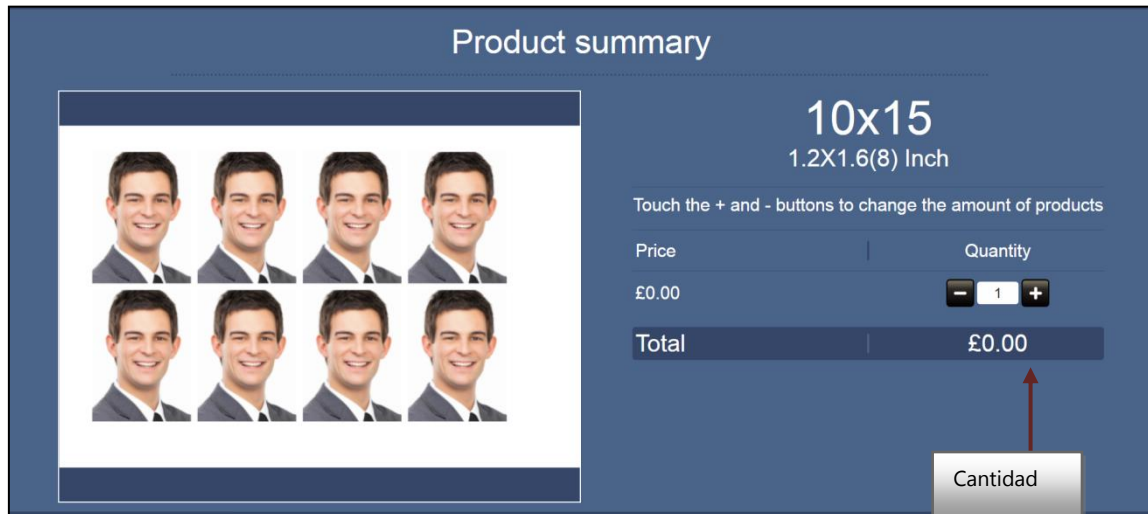 Product summary
10x15
1.2X1.6(8) Inch
Touch the + and - buttons to change the amount of products
Price | Quantity
£0.00 - 1 +
Total | £0.00
Cantidad